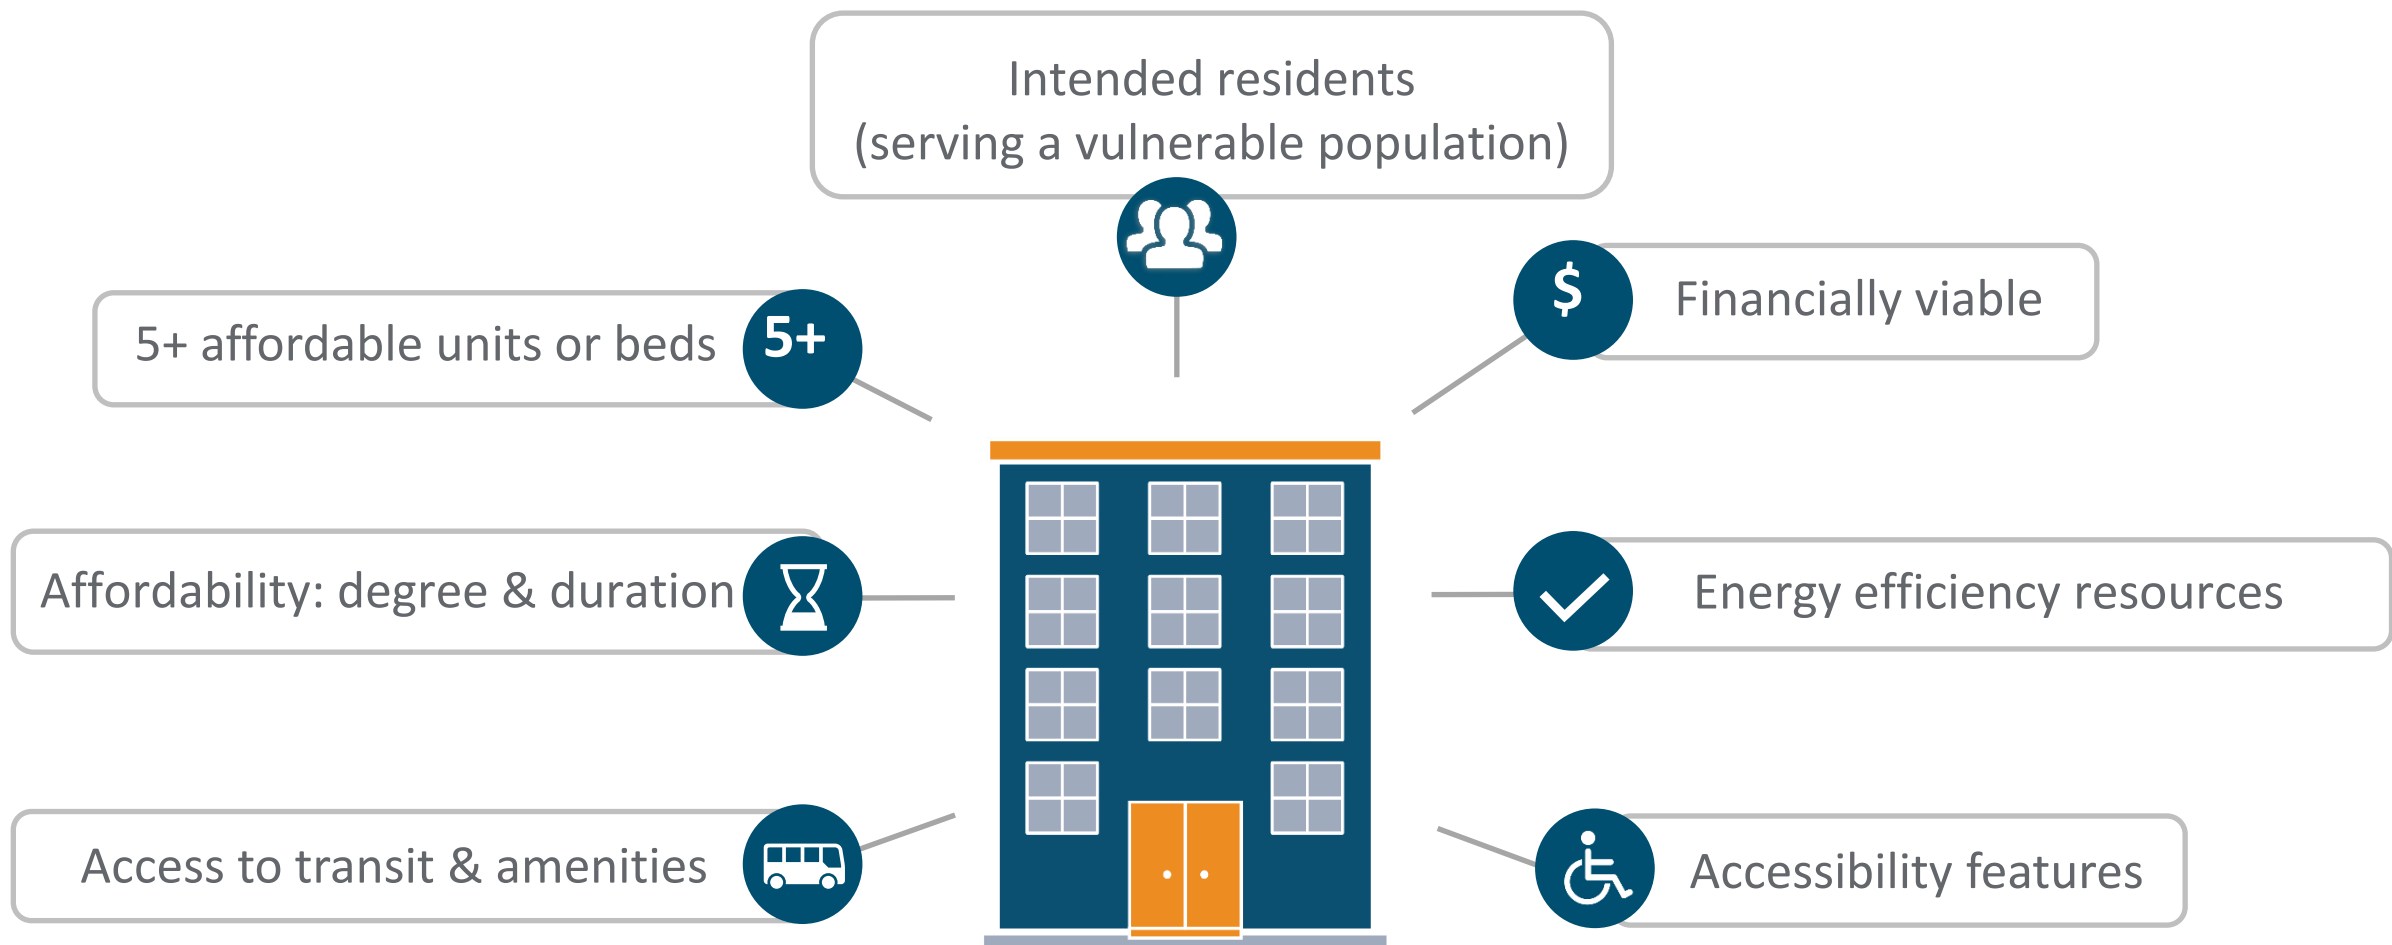 Intended residents
(serving a vulnerable population)
5+ affordable units or beds
5+
$
Financially viable
Affordability: degree & duration
Energy efficiency resources
Access to transit & amenities
Accessibility features